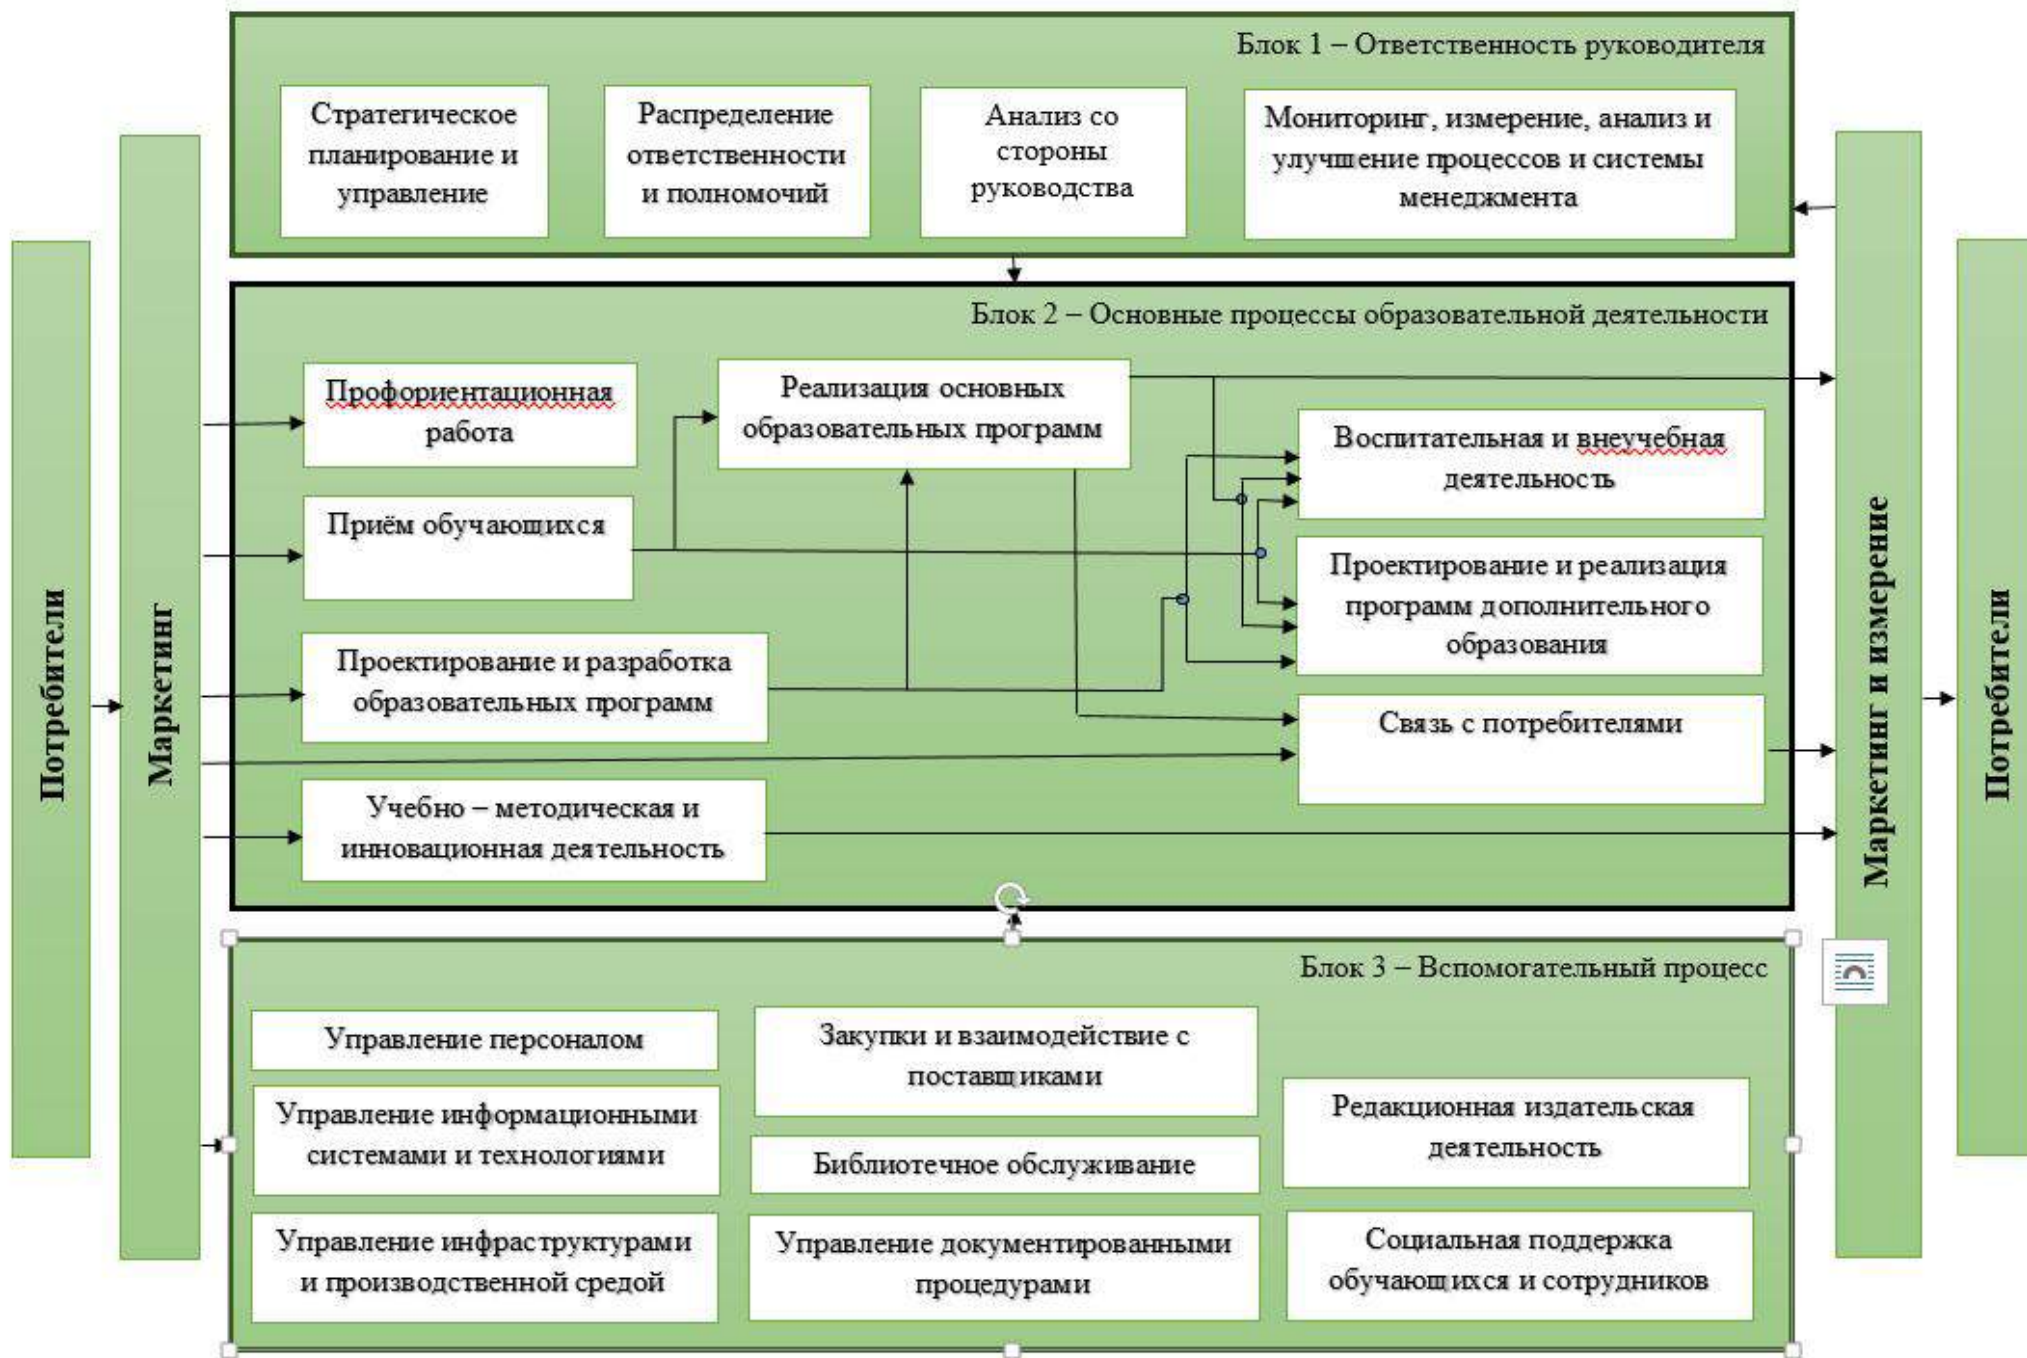 Блок 1 – Ответственность руководителя
Стратегическое
планирование и
управление
Распределение
ответственности
и полномочий
Анализ со
стороны
руководства
Мониторинг, измерение, анализ и
улучшение процессов и системы
менеджмента
Потребители
Маркетинг
Блок 2 – Основные процессы образовательной деятельности
Профориентационная
работа
Реализация основных
образовательных программ
Воспитательная и внеучебная
деятельность
Приём обучающихся
Проектирование и реализация
программ дополнительного
образования
Проектирование и разработка
образовательных программ
Связь с потребителями
Учебно – методическая и
инновационная деятельность
Маркетинг и измерение
Потребители
Блок 3 – Вспомогательный процесс
Управление персоналом
Закупки и взаимодействие с
поставщиками
Управление информационными
системами и технологиями
Библиотечное обслуживание
Редакционная издательская
деятельность
Управление инфраструктурами
и производственной средой
Управление документированными
процедурами
Социальная поддержка
обучающихся и сотрудников